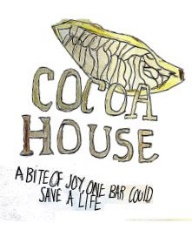 COCOA
HOUSE
A BITE OF JOY, ONE BAR COULD
SAVE A LIFE